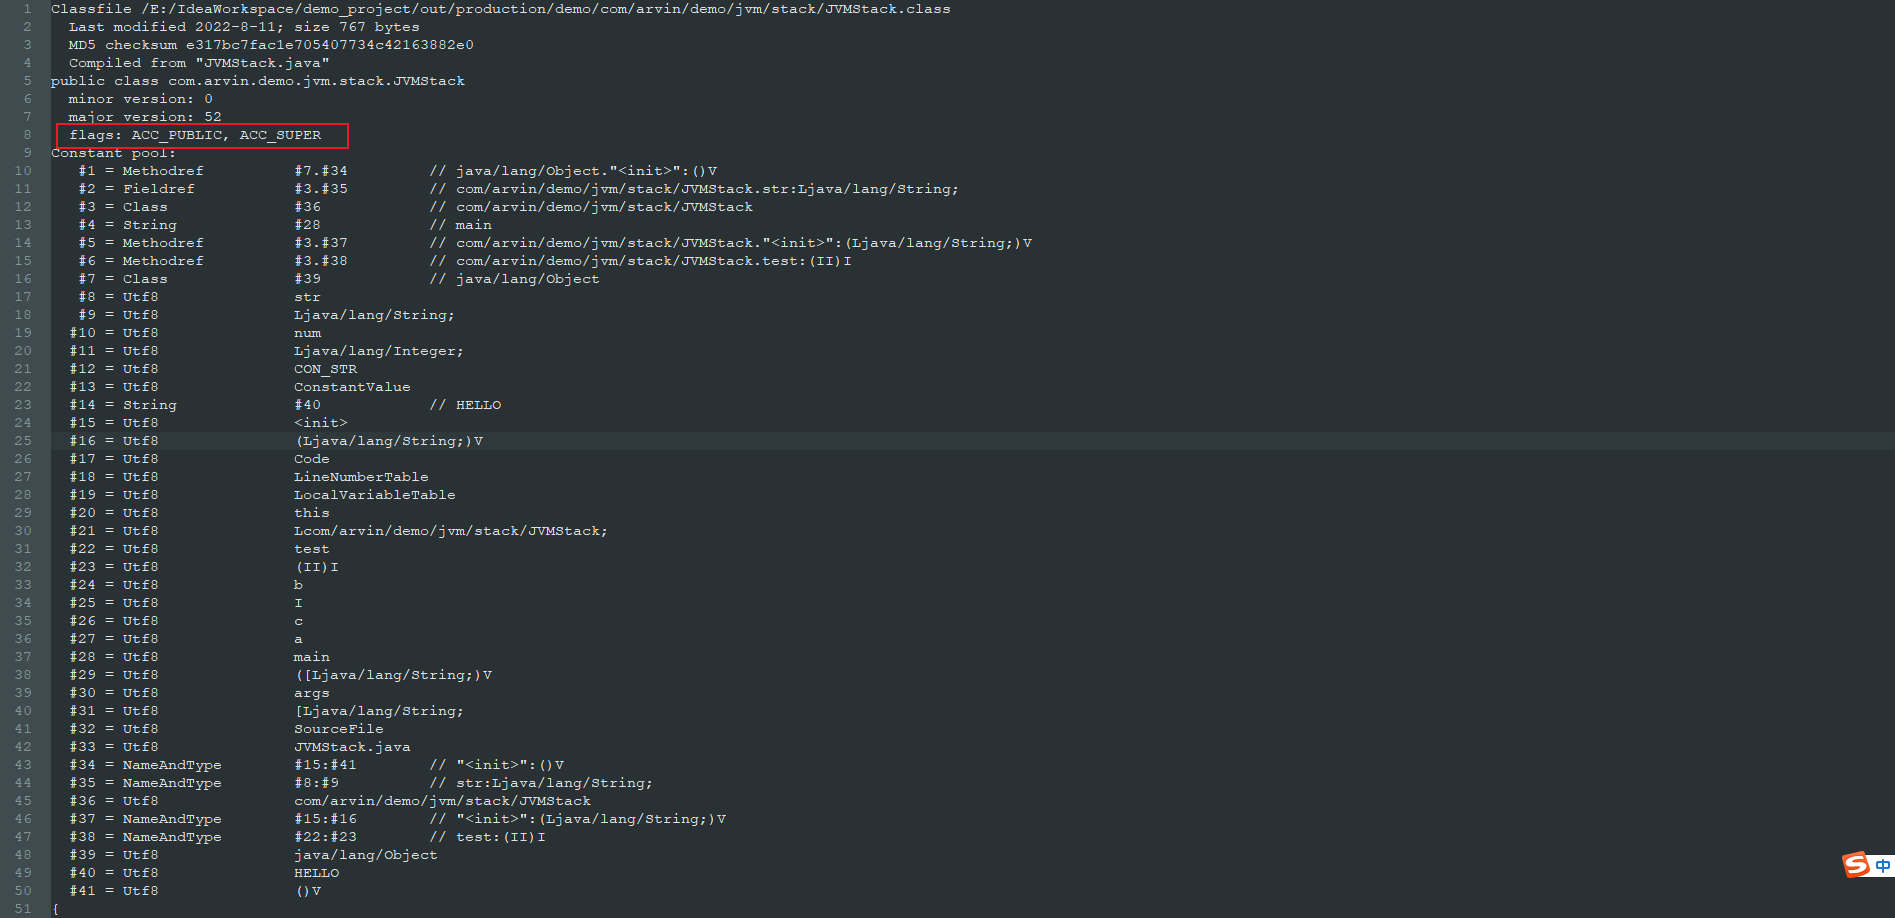 1 Classfile /E:/IdeaWorkspace/demo_project/out/production/demo/com/arvin/demo/jvm/stack/JVMStack.class
2 Last modified 2022-8-11; size 767 bytes
3 MD5 checksum e317bc7fac1e705407734c42163882e0
4 Compiled from "JVMStack.java"
5 public class com.arvin.demo.jvm.stack.JVMStack
6 minor version: 0
7 major version: 52
8 flags: ACC_PUBLIC, ACC_SUPER
9 Constant pool:
10 #1 = Methodref #7.#34 // java/lang/Object."<init>":()V
11 #2 = Fieldref #3.#35 // com/arvin/demo/jvm/stack/JVMStack.str:Ljava/lang/String;
12 #3 = Class #36 // com/arvin/demo/jvm/stack/JVMStack
13 #4 = String #28 // main
14 #5 = Methodref #3.#37 // com/arvin/demo/jvm/stack/JVMStack."<init>":(Ljava/lang/String;)V
15 #6 = Methodref #3.#38 // com/arvin/demo/jvm/stack/JVMStack.test:(II)I
16 #7 = Class #39 // java/lang/Object
17 #8 = Utf8 str
18 #9 = Utf8 Ljava/lang/String;
19 #10 = Utf8 num
20 #11 = Utf8 Ljava/lang/Integer;
21 #12 = Utf8 CON_STR
22 #13 = Utf8 ConstantValue
23 #14 = String #40 // HELLO
24 #15 = Utf8 <init>
25 #16 = Utf8 (Ljava/lang/String;)V
26 #17 = Utf8 Code
27 #18 = Utf8 LineNumberTable
28 #19 = Utf8 LocalVariableTable
29 #20 = Utf8 this
30 #21 = Utf8 Lcom/arvin/demo/jvm/stack/JVMStack;
31 #22 = Utf8 test
32 #23 = Utf8 (II)I
33 #24 = Utf8 b
34 #25 = Utf8 I
35 #26 = Utf8 c
36 #27 = Utf8 a
37 #28 = Utf8 main
38 #29 = Utf8 ([Ljava/lang/String;)V
39 #30 = Utf8 args
40 #31 = Utf8 [Ljava/lang/String;
41 #32 = Utf8 SourceFile
42 #33 = Utf8 JVMStack.java
43 #34 = NameAndType #15:#41 // "<init>":()V
44 #35 = NameAndType #8:#9 // str:Ljava/lang/String;
45 #36 = Utf8 com/arvin/demo/jvm/stack/JVMStack
46 #37 = NameAndType #15:#16 // "<init>":(Ljava/lang/String;)V
47 #38 = NameAndType #22:#23 // test:(II)I
48 #39 = Utf8 java/lang/Object
49 #40 = Utf8 HELLO
50 #41 = Utf8 ()V
51 {
中